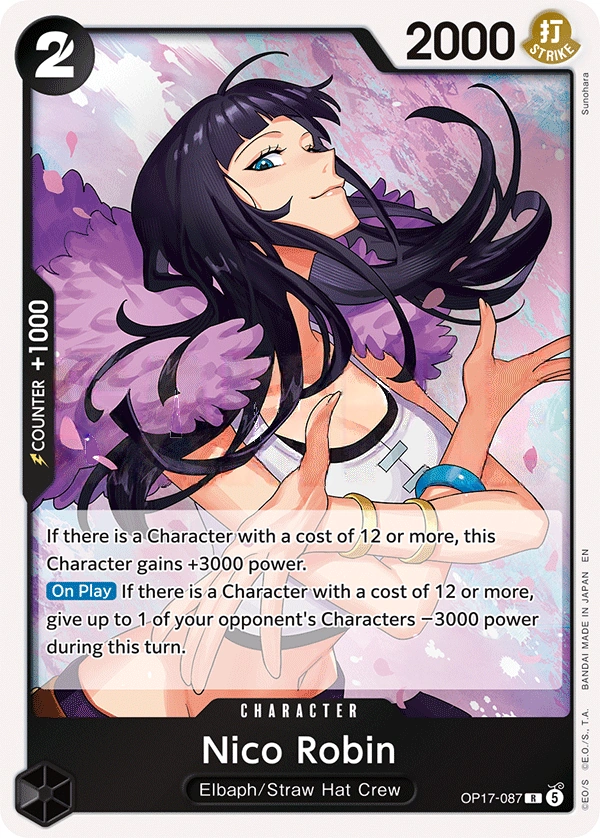 2
2000
打
STRIKE
Sunohara
COUNTER +1000
If there is a Character with a cost of 12 or more, this
Character gains +3000 power.
On Play If there is a Character with a cost of 12 or more,
give up to 1 of your opponent's Characters −3000 power
during this turn.
CHARACTER
Nico Robin
Elbaph/Straw Hat Crew
OP17-087 R 5
©EO/S ©E.O./S., T.A. BANDAI MADE IN JAPAN EN